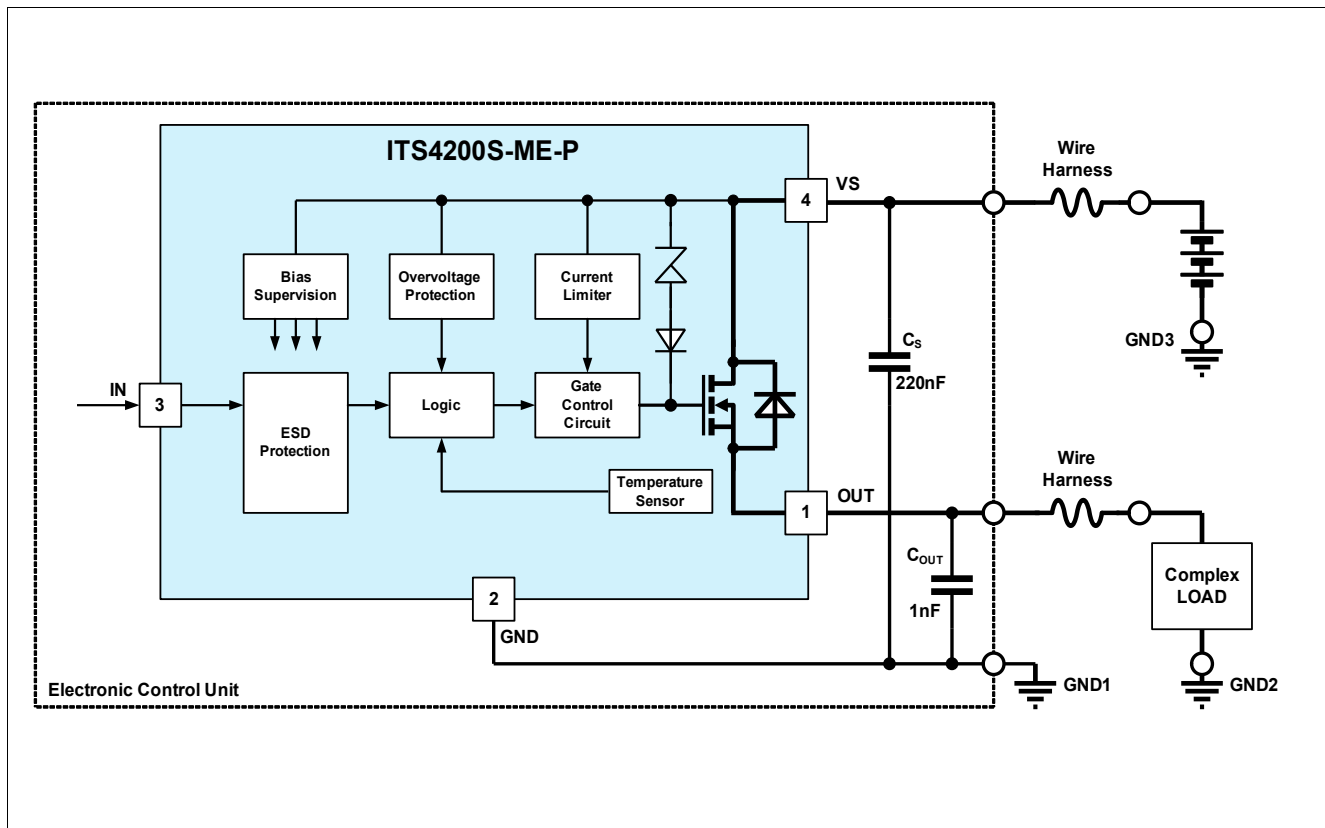 ITS4200S-ME-P
Wire
Harness
VS
4
Bias
Supervision
Overvoltage
Protection
Current
Limiter
GND3
CS
220nF
IN
3
ESD
Protection
Logic
Gate
Control
Circuit
Wire
Harness
Temperature
Sensor
OUT
1
COUT
1nF
Complex
LOAD
2
GND
Electronic Control Unit
GND1
GND2